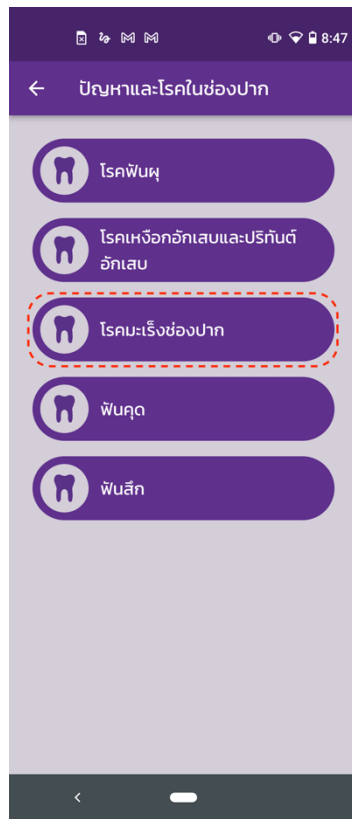 8:47
ปัญหาและโรคในช่องปาก
โรคฟันผุ
โรคเหงือกอักเสบและปริทันต์
อักเสบ
โรคมะเร็งช่องปาก
ฟันคุด
ฟันสึก